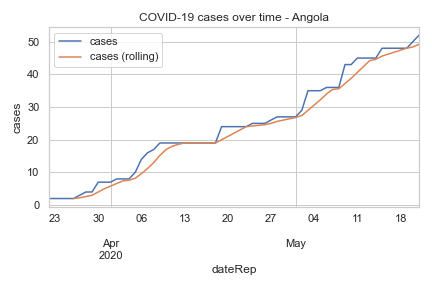 COVID-19 cases over time - Angola
cases
cases (rolling)
50
40
30
20
10
0
cases
23 30 06 13 20 27 04 11 18
Apr May
2020
dateRep